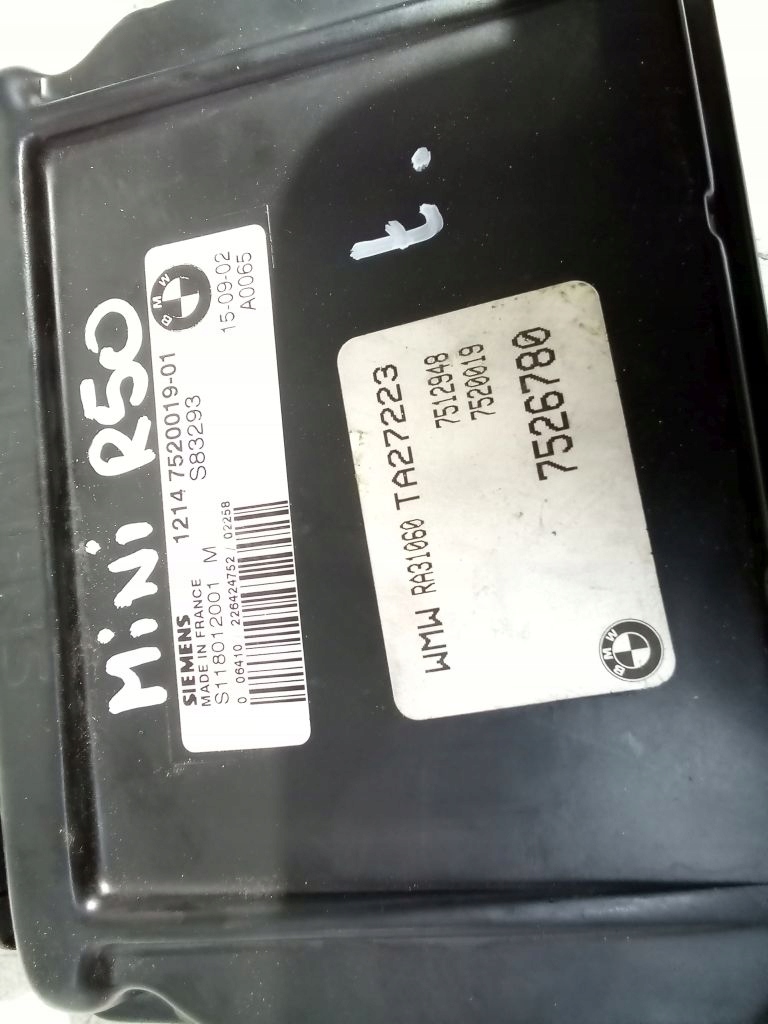 MiNi R50
BMW
1214 7520019-01
15-09-02
S83293
A0065
SIEMENS
MADE IN FRANCE
S118012001 M
0 06410 226424752 / 02258
t.
WMW RA31060 TA27223
7512948
7520019
7526780
BMW